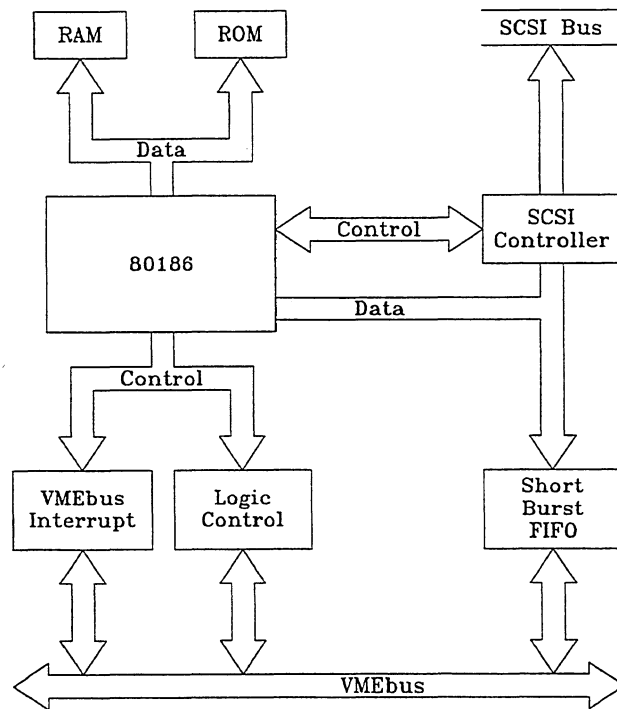 RAM
ROM
SCSI Bus
Data
80186
Control
SCSI
Controller
Data
Control
VMEbus
Interrupt
Logic
Control
Short
Burst
FIFO
VMEbus